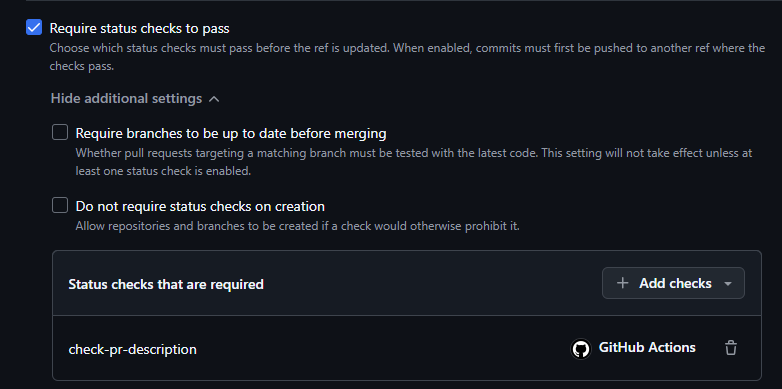 Require status checks to pass
Choose which status checks must pass before the ref is updated. When enabled, commits must first be pushed to another ref where the
checks pass.
Hide additional settings
Require branches to be up to date before merging
Whether pull requests targeting a matching branch must be tested with the latest code. This setting will not take effect unless at
least one status check is enabled.
Do not require status checks on creation
Allow repositories and branches to be created if a check would otherwise prohibit it.
Status checks that are required
Add checks
check-pr-description
GitHub Actions